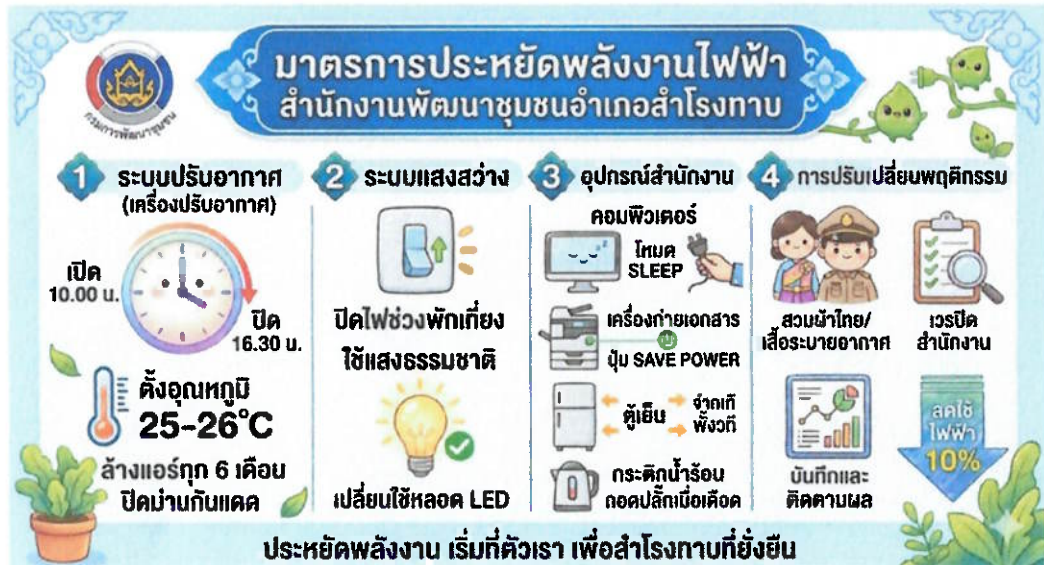 มาตรการประหยัดพลังงานไฟฟ้า
สำนักงานพัฒนาชุมชนอำเภอสำโรงทาบ
กรมการพัฒนาชุมชน
1 ระบบปรับอากาศ
(เครื่องปรับอากาศ)
เปิด
10.00 น.
ปิด
16.30 น.
ตั้งอุณหภูมิ
25-26°C
ล้างแอร์ทุก 6 เดือน
ปิดม่านกันแดด
2 ระบบแสงสว่าง
ปิดไฟช่วงพักเที่ยง
ใช้แสงธรรมชาติ
เปลี่ยนใช้หลอด LED
3 อุปกรณ์สำนักงาน
คอมพิวเตอร์
โหมด
SLEEP
เครื่องถ่ายเอกสาร
ปุ่ม SAVE POWER
ตู้เย็น
กระติกน้ำร้อน
ถอดปลั๊กเมื่อเดือด
4 การปรับเปลี่ยนพฤติกรรม
สวมผ้าไทย/
เสื้อระบายอากาศ
เวรปิด
สำนักงาน
บันทึกและ
ติดตามผล
ลดใช้
ไฟฟ้า
10%
ประหยัดพลังงาน เริ่มที่ตัวเรา เพื่อสำโรงทาบที่ยั่งยืน